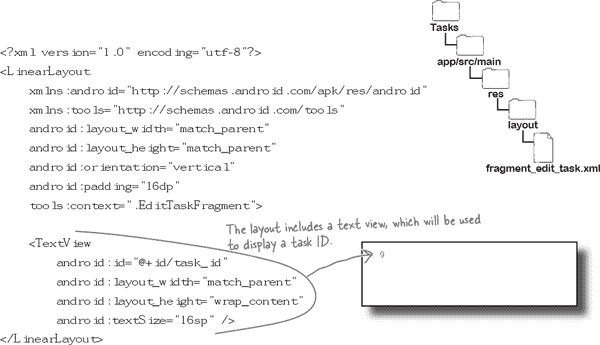 Tasks
app/src/main
res
layout
fragment_edit_task.xml
<?xml version="1.0" encoding="utf-8"?>
<LinearLayout
xmlns:android="http://schemas.android.com/apk/res/android"
xmlns:tools="http://schemas.android.com/tools"
android:layout_width="match_parent"
android:layout_height="match_parent"
android:orientation="vertical"
android:padding="16dp"
tools:context=".EditTaskFragment">
The layout includes a text view, which will be used
to display a task ID.
<TextView
android:id="@+id/task_id"
android:layout_width="match_parent"
android:layout_height="wrap_content"
android:textSize="16sp" />
</LinearLayout>
9